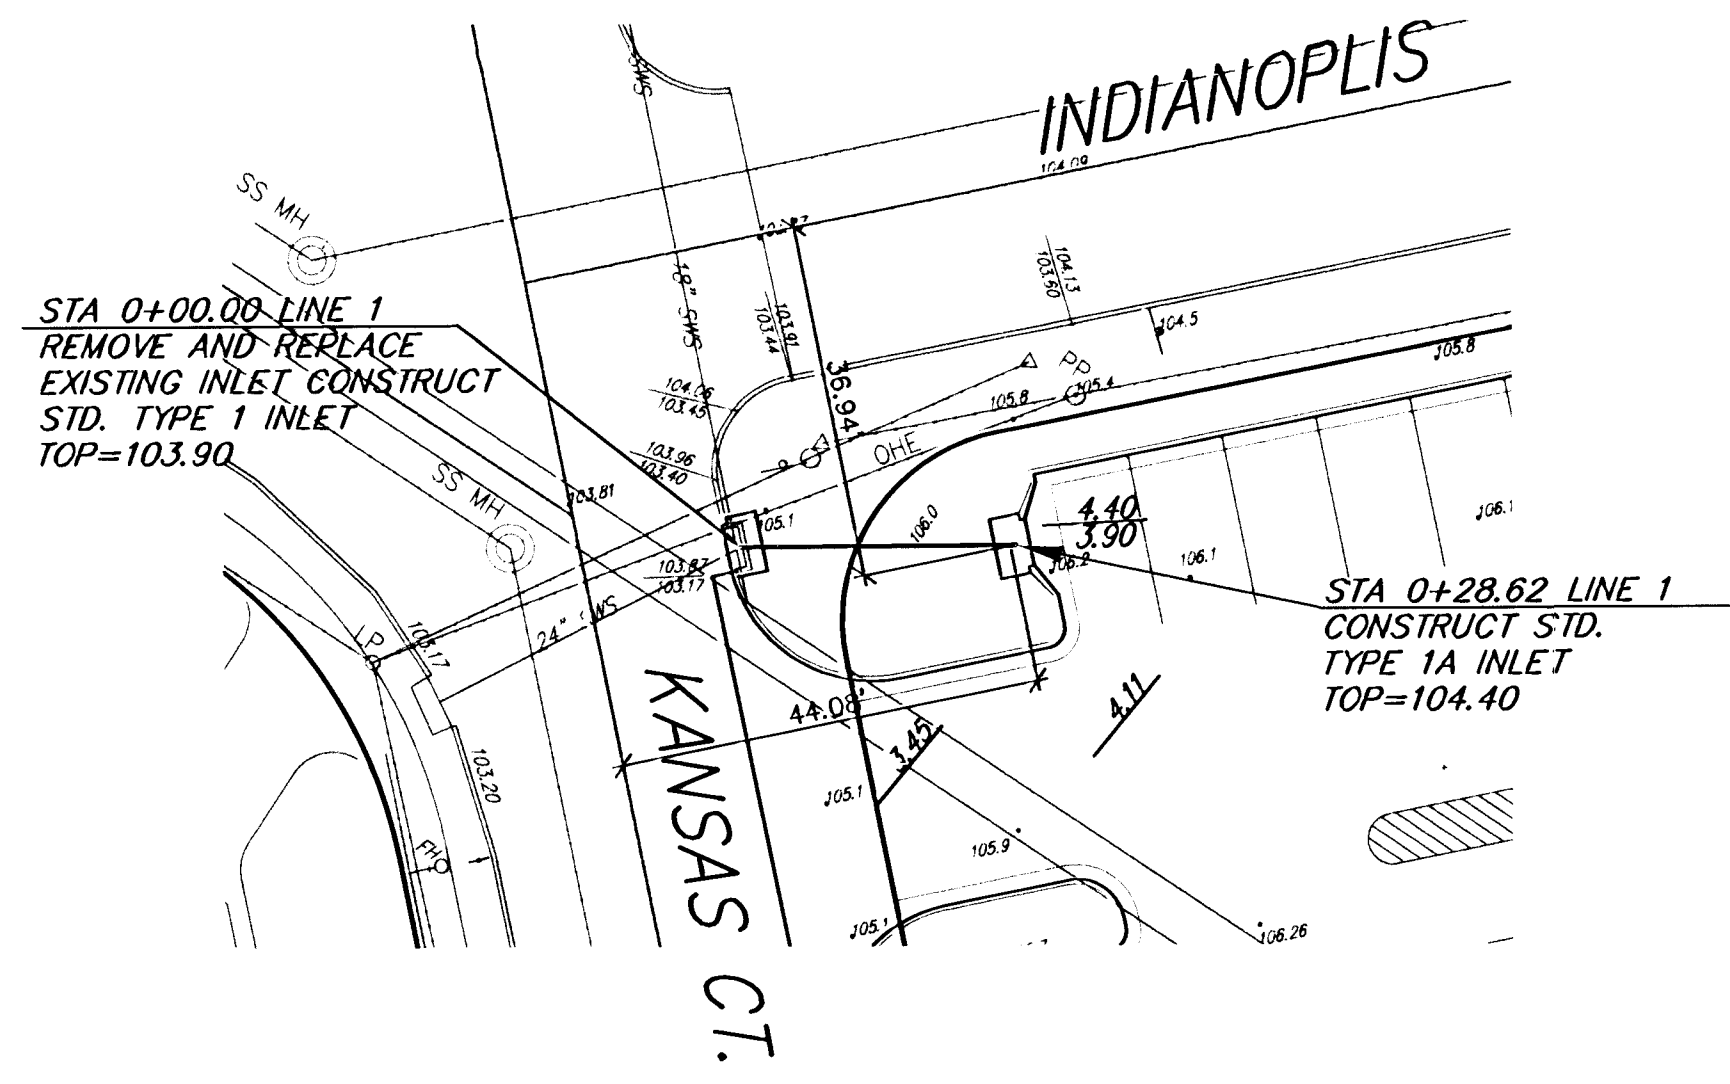 INDIANOPLIS
104.09
SS MH
SWS
18" SWS
104.13
103.60
103.91
103.44
104.5
105.8
STA 0+00.00 LINE 1
REMOVE AND REPLACE
EXISTING INLET CONSTRUCT
STD. TYPE 1 INLET
TOP=103.90
36.94'
PP
105.4
105.8
104.06
103.45
103.96
103.40
OHE
SS MH
103.81
105.1
106.0
4.40
3.90
106.2
106.1
106.1
103.87
103.17
STA 0+28.62 LINE 1
CONSTRUCT STD.
TYPE 1A INLET
TOP=104.40
24" SWS
LP
103.17
44.08'
4.11
3.45
103.20
105.1
FH
105.9
105.1
106.26
KANSAS CT.